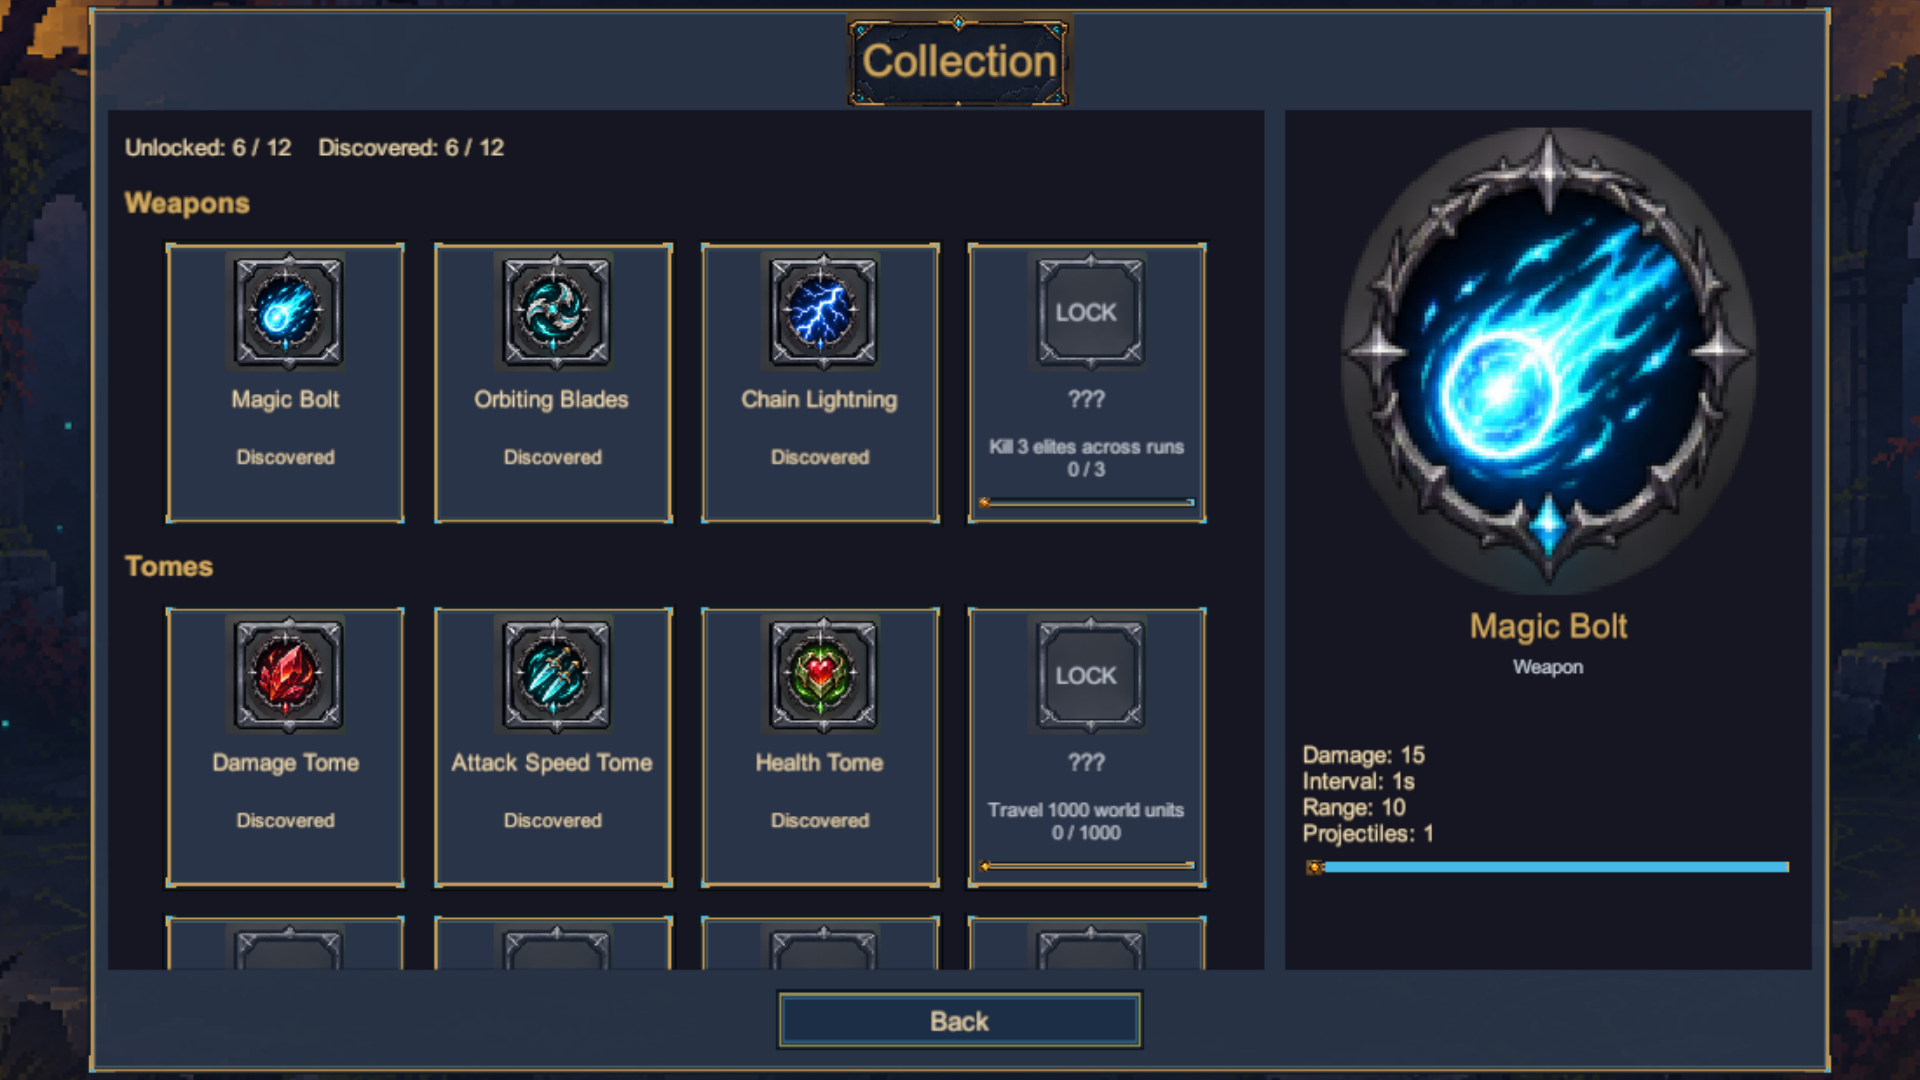 Collection
Unlocked: 6 / 12 Discovered: 6 / 12
Weapons
Magic Bolt
Discovered
Orbiting Blades
Discovered
Chain Lightning
Discovered
LOCK
???
Kill 3 elites across runs
0 / 3
Tomes
Damage Tome
Discovered
Attack Speed Tome
Discovered
Health Tome
Discovered
LOCK
???
Travel 1000 world units
0 / 1000
Magic Bolt
Weapon
Damage: 15
Interval: 1s
Range: 10
Projectiles: 1
Back